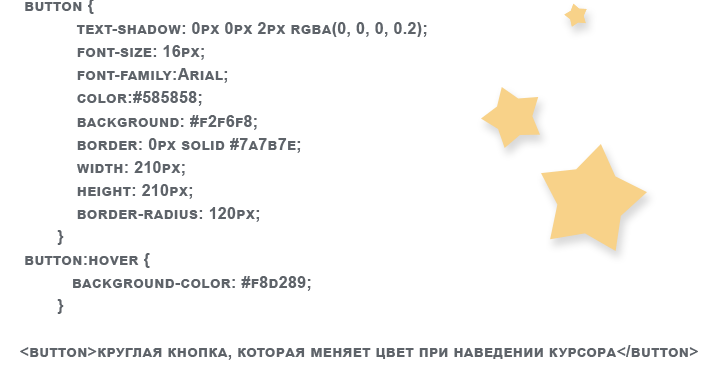 button {
text-shadow: 0px 0px 2px rgba(0, 0, 0, 0.2);
font-size: 16px;
font-family:Arial;
color:#585858;
background: #f2f6f8;
border: 0px solid #7a7b7e;
width: 210px;
height: 210px;
border-radius: 120px;
}
button:hover {
background-color: #f8d289;
}
<button>круглая кнопка, которая меняет цвет при наведении курсора</button>